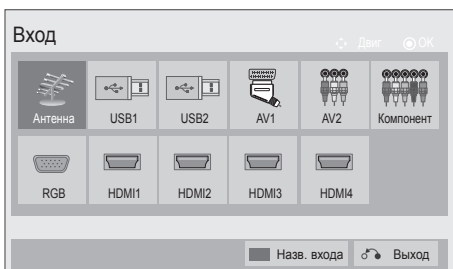 Вход
Двиг OK
Антенна USB1 USB2 AV1 AV2 Компонент
RGB HDMI1 HDMI2 HDMI3 HDMI4
Назв. входа Выход